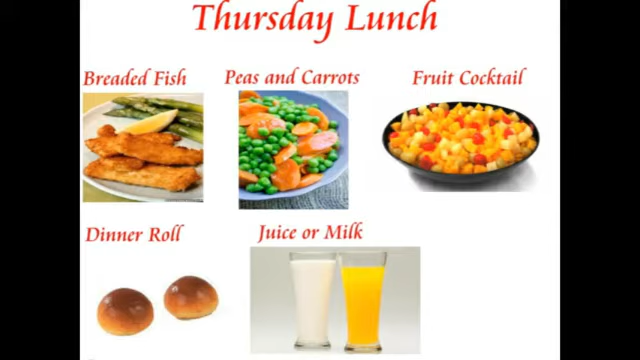 Thursday Lunch
Breaded Fish
Peas and Carrots
Fruit Cocktail
Dinner Roll
Juice or Milk